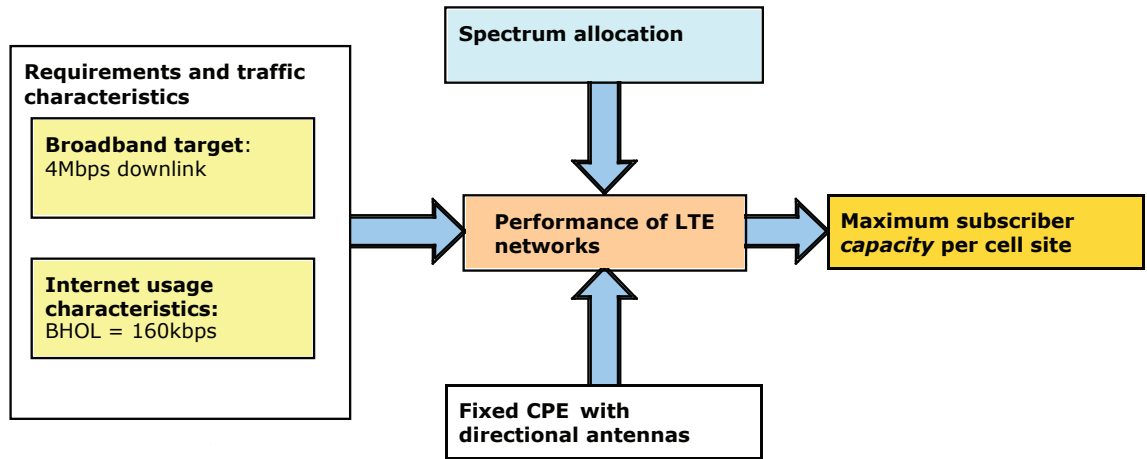 Spectrum allocation
Requirements and traffic
characteristics
Broadband target:
4Mbps downlink
Internet usage
characteristics:
BHOL = 160kbps
Performance of LTE
networks
Maximum subscriber
capacity per cell site
Fixed CPE with
directional antennas